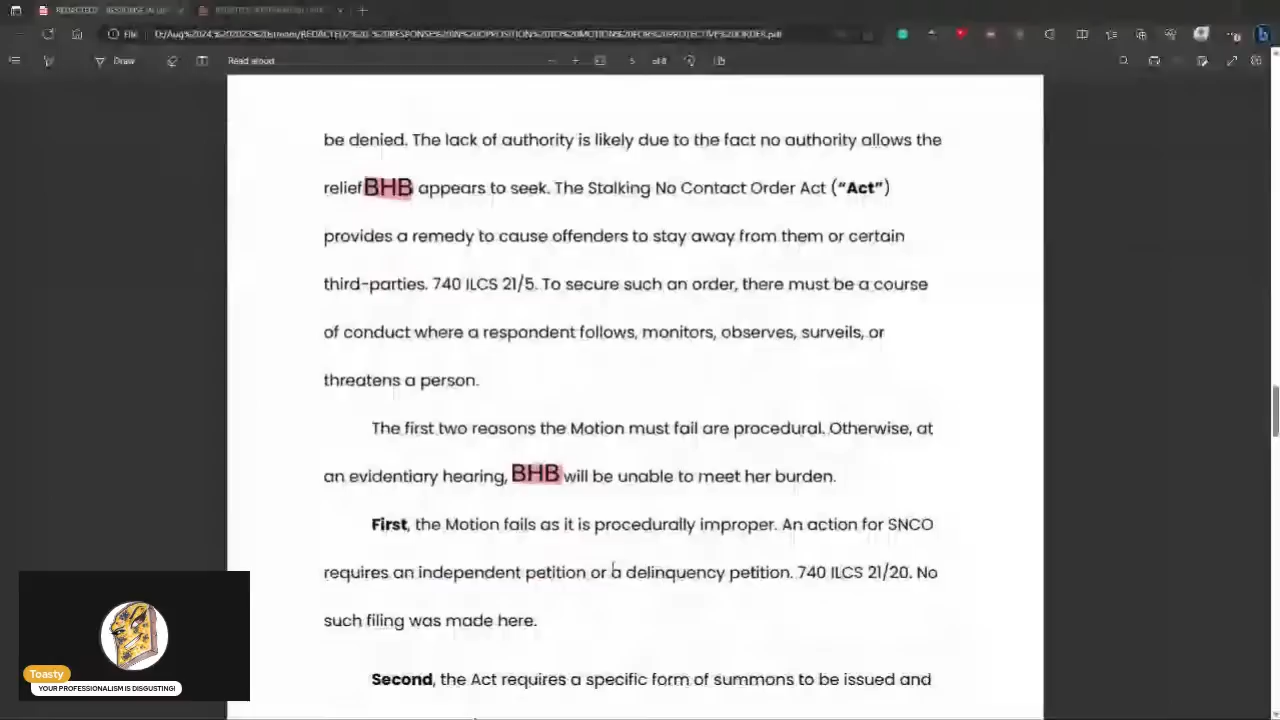 File
REDACTED
Draw
Read aloud
5
of 8
be denied. The lack of authority is likely due to the fact no authority allows the
relief BHB appears to seek. The Stalking No Contact Order Act (“Act”)
provides a remedy to cause offenders to stay away from them or certain
third-parties. 740 ILCS 21/5. To secure such an order, there must be a course
of conduct where a respondent follows, monitors, observes, surveils, or
threatens a person.
The first two reasons the Motion must fail are procedural. Otherwise, at
an evidentiary hearing, BHB will be unable to meet her burden.
First, the Motion fails as it is procedurally improper. An action for SNCO
requires an independent petition or a delinquency petition. 740 ILCS 21/20. No
such filing was made here.
Second, the Act requires a specific form of summons to be issued and
Toasty
YOUR PROFESSIONALISM IS DISGUSTING!